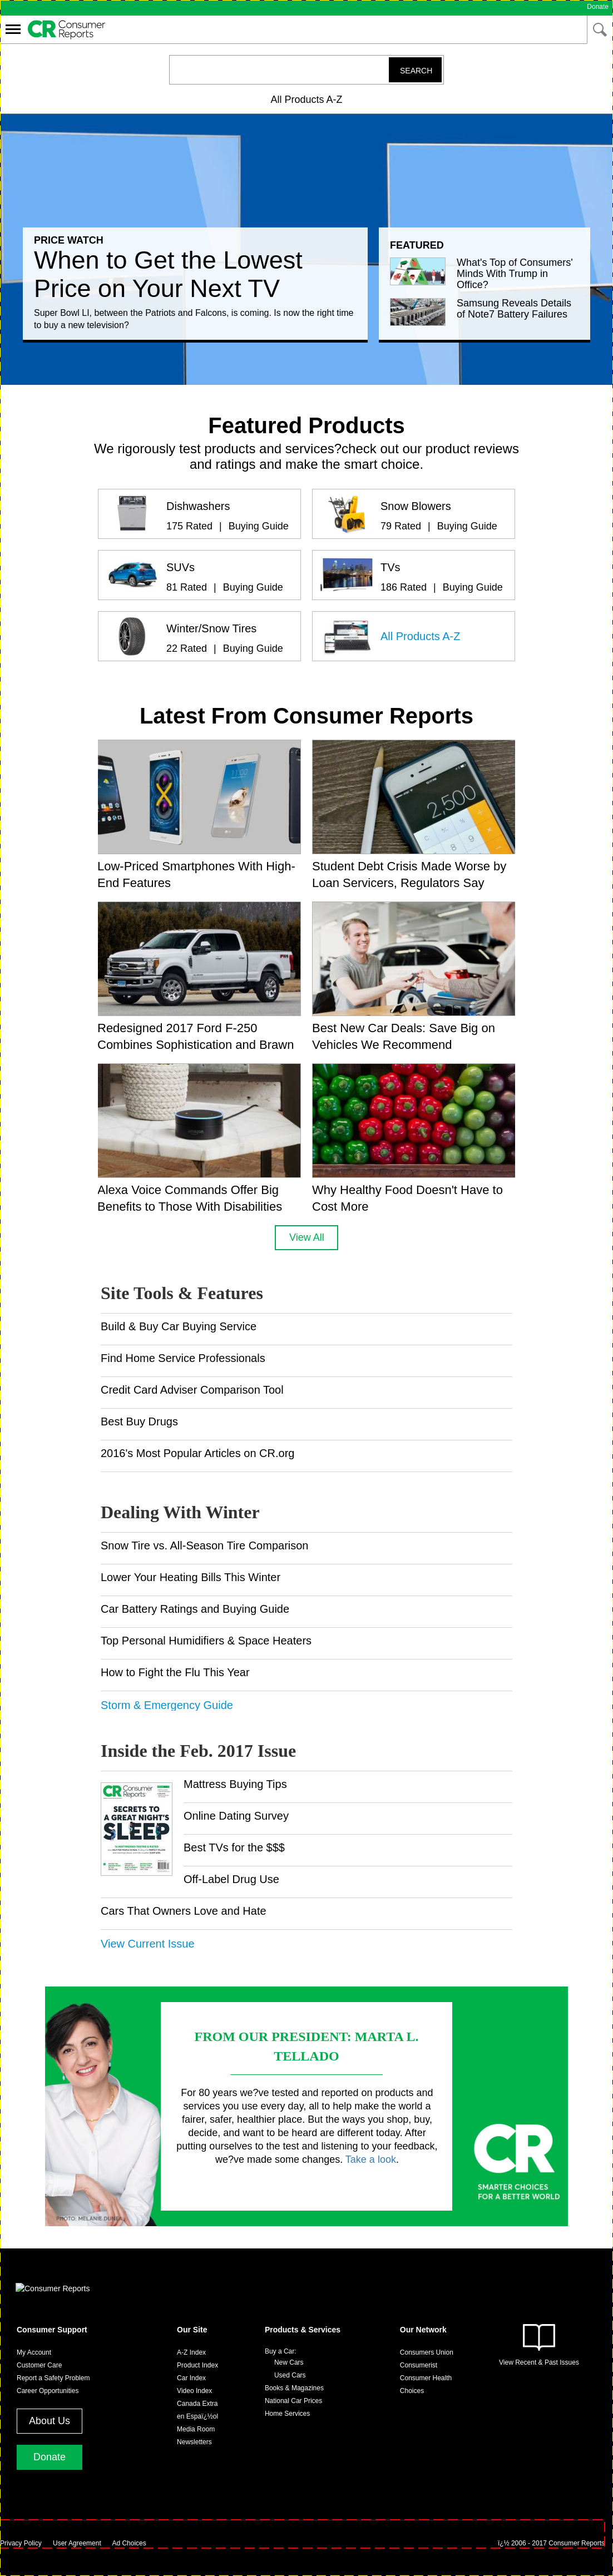 Donate
CR Consumer Reports
SEARCH
All Products A-Z
PRICE WATCH
When to Get the Lowest
Price on Your Next TV
Super Bowl LI, between the Patriots and Falcons, is coming. Is now the right time
to buy a new television?
FEATURED
What's Top of Consumers'
Minds With Trump in
Office?
Samsung Reveals Details
of Note7 Battery Failures
Featured Products
We rigorously test products and services?check out our product reviews
and ratings and make the smart choice.
Dishwashers
175 Rated | Buying Guide
Snow Blowers
79 Rated | Buying Guide
SUVs
81 Rated | Buying Guide
TVs
186 Rated | Buying Guide
Winter/Snow Tires
22 Rated | Buying Guide
All Products A-Z
Latest From Consumer Reports
2,500
Low-Priced Smartphones With High-
End Features
Student Debt Crisis Made Worse by
Loan Servicers, Regulators Say
Redesigned 2017 Ford F-250
Combines Sophistication and Brawn
Best New Car Deals: Save Big on
Vehicles We Recommend
Alexa Voice Commands Offer Big
Benefits to Those With Disabilities
Why Healthy Food Doesn't Have to
Cost More
View All
Site Tools & Features
Build & Buy Car Buying Service
Find Home Service Professionals
Credit Card Adviser Comparison Tool
Best Buy Drugs
2016's Most Popular Articles on CR.org
Dealing With Winter
Snow Tire vs. All-Season Tire Comparison
Lower Your Heating Bills This Winter
Car Battery Ratings and Buying Guide
Top Personal Humidifiers & Space Heaters
How to Fight the Flu This Year
Storm & Emergency Guide
Inside the Feb. 2017 Issue
CR Consumer Reports
SECRETS TO
A GREAT NIGHT'S
SLEEP
Mattress Buying Tips
Online Dating Survey
Best TVs for the $$$
Off-Label Drug Use
Cars That Owners Love and Hate
View Current Issue
FROM OUR PRESIDENT: MARTA L.
TELLADO
For 80 years we?ve tested and reported on products and
services you use every day, all to help make the world a
fairer, safer, healthier place. But the ways you shop, buy,
decide, and want to be heard are different today. After
putting ourselves to the test and listening to your feedback,
we?ve made some changes. Take a look.
CR
SMARTER CHOICES
FOR A BETTER WORLD
PHOTO: MELANIE DUNEA
Consumer Reports
Consumer Support
My Account
Customer Care
Report a Safety Problem
Career Opportunities
About Us
Donate
Our Site
A-Z Index
Product Index
Car Index
Video Index
Canada Extra
en Espaï¿½ol
Media Room
Newsletters
Products & Services
Buy a Car:
New Cars
Used Cars
Books & Magazines
National Car Prices
Home Services
Our Network
Consumers Union
Consumerist
Consumer Health
Choices
View Recent & Past Issues
Privacy Policy
User Agreement
Ad Choices
ï¿½ 2006 - 2017 Consumer Reports